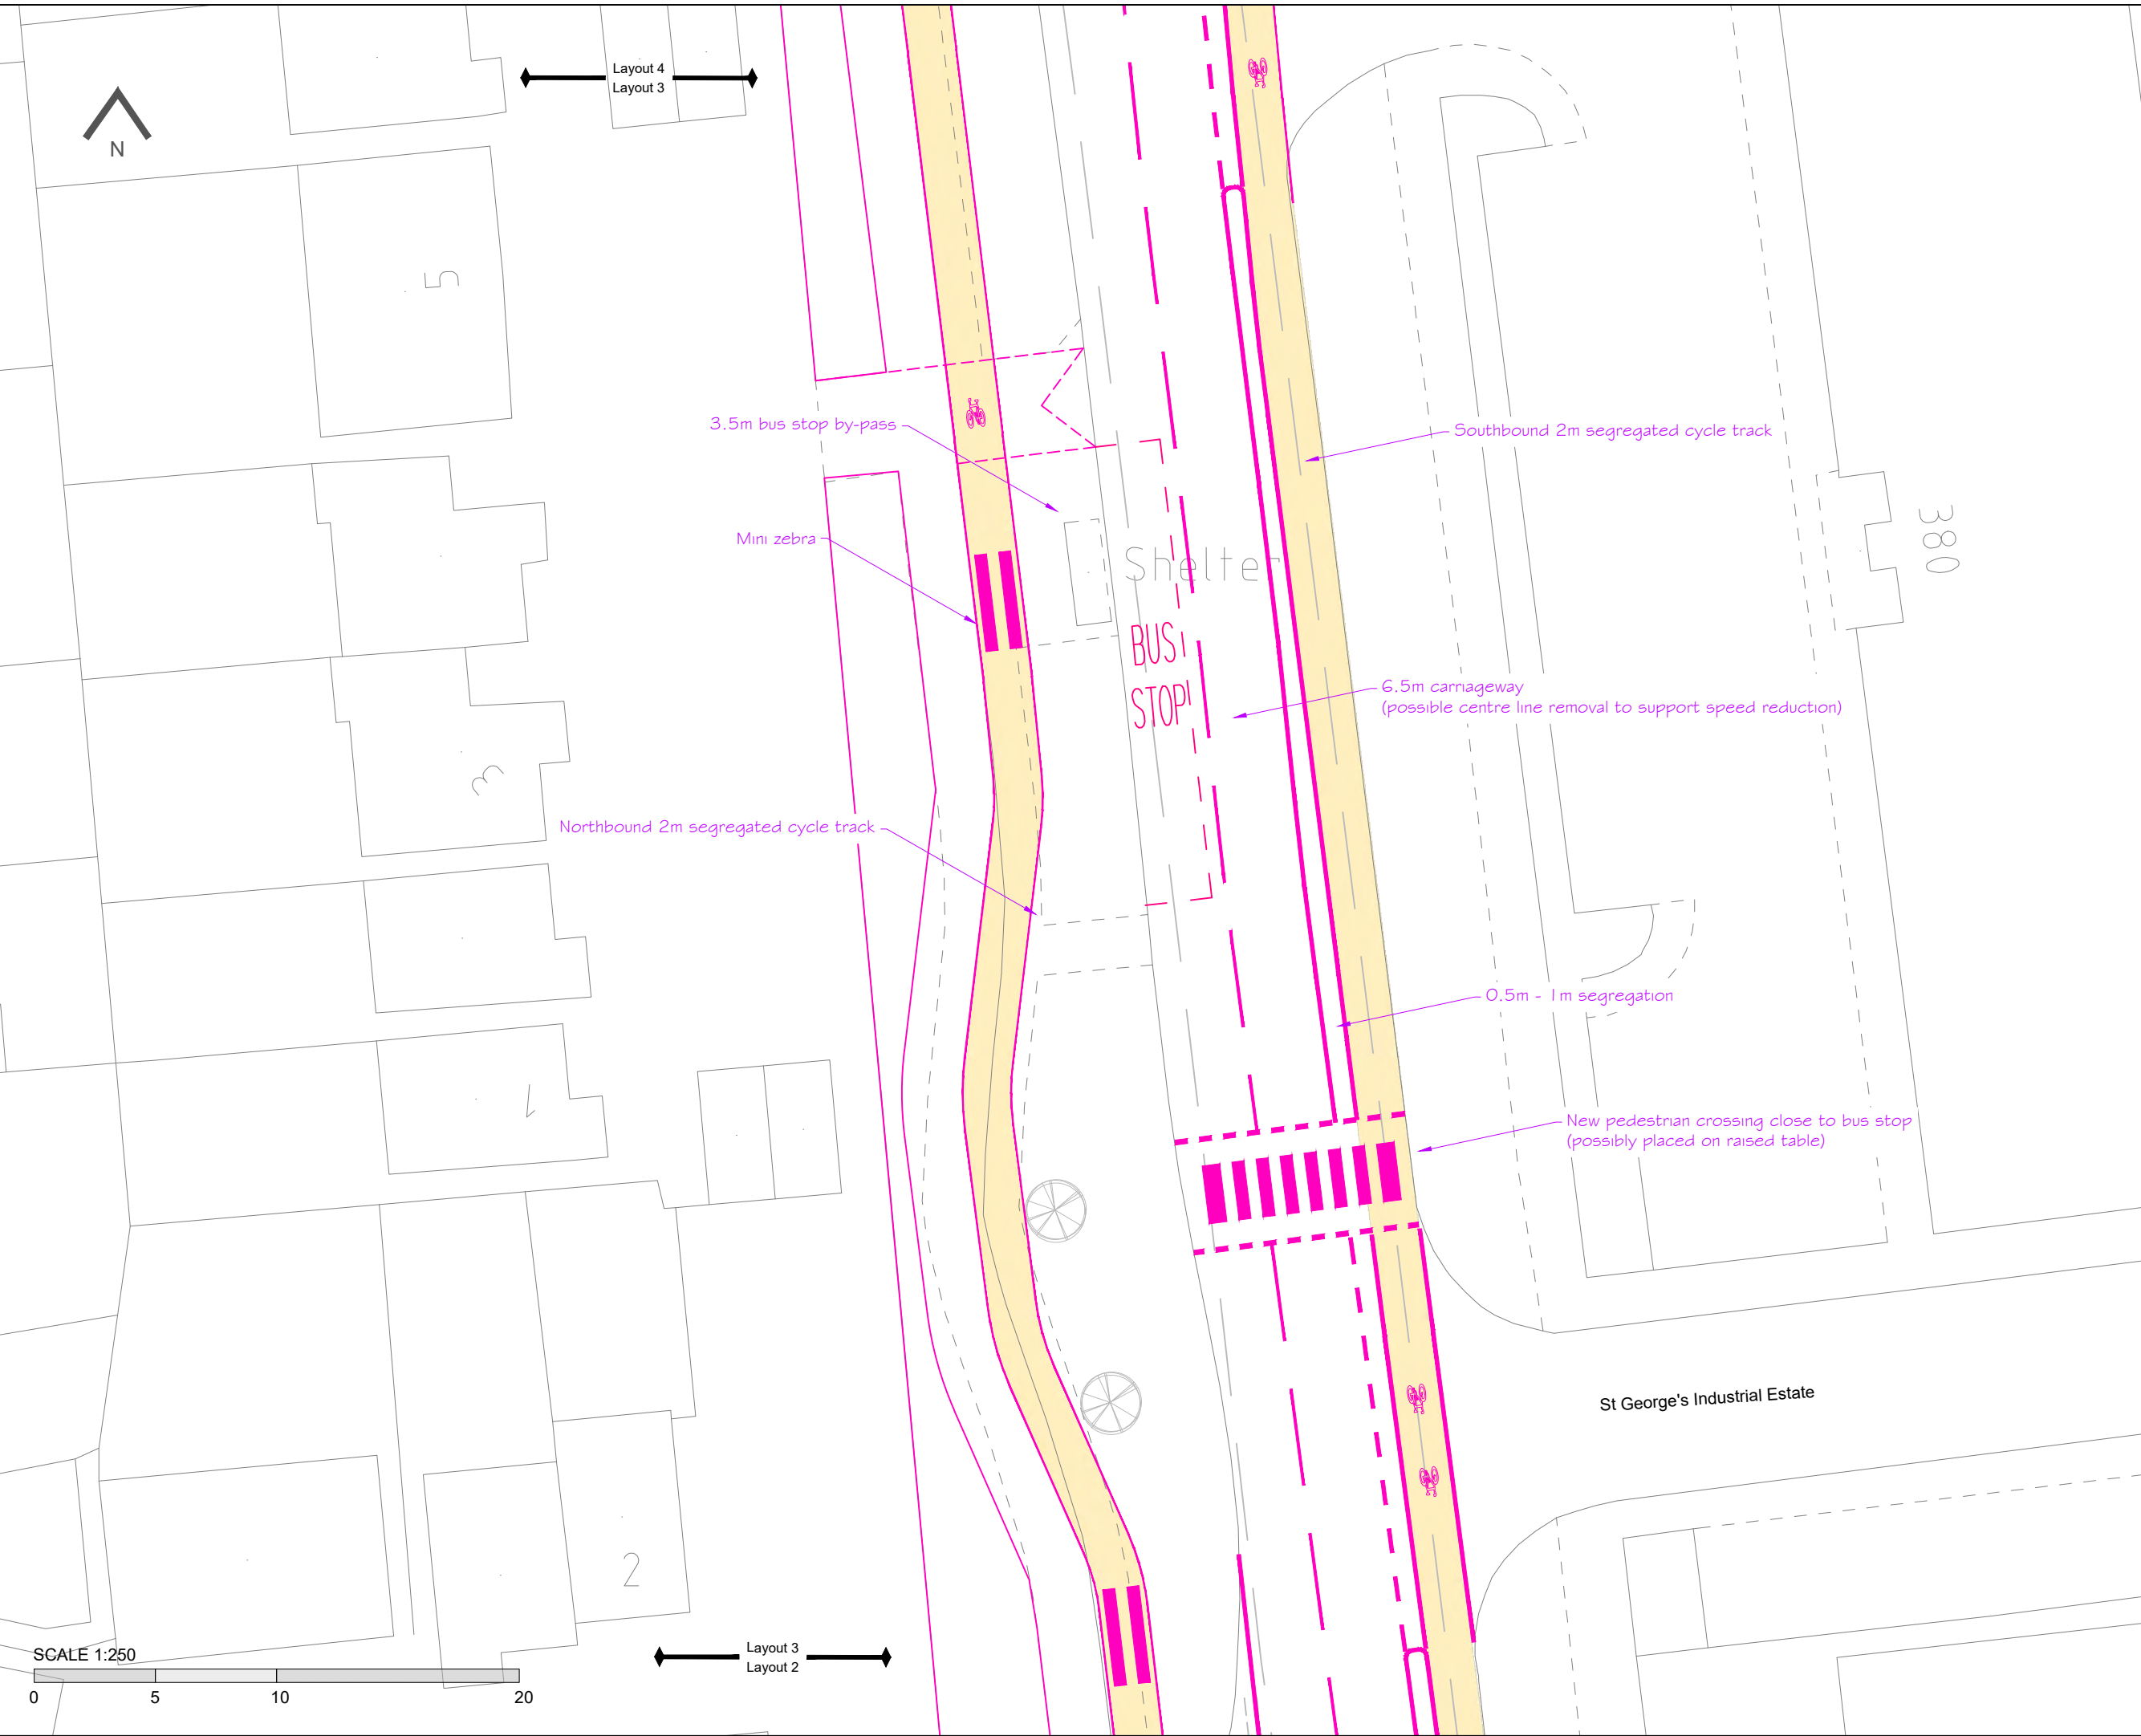 Layout 4
Layout 3
N
5
3.5m bus stop by-pass
Southbound 2m segregated cycle track
Mini zebra
Shelter
380
BUS
STOP
6.5m carriageway
(possible centre line removal to support speed reduction)
3
Northbound 2m segregated cycle track
0.5m - 1m segregation
1
New pedestrian crossing close to bus stop
(possibly placed on raised table)
St George's Industrial Estate
2
SCALE 1:250
0 5 10 20
Layout 3
Layout 2